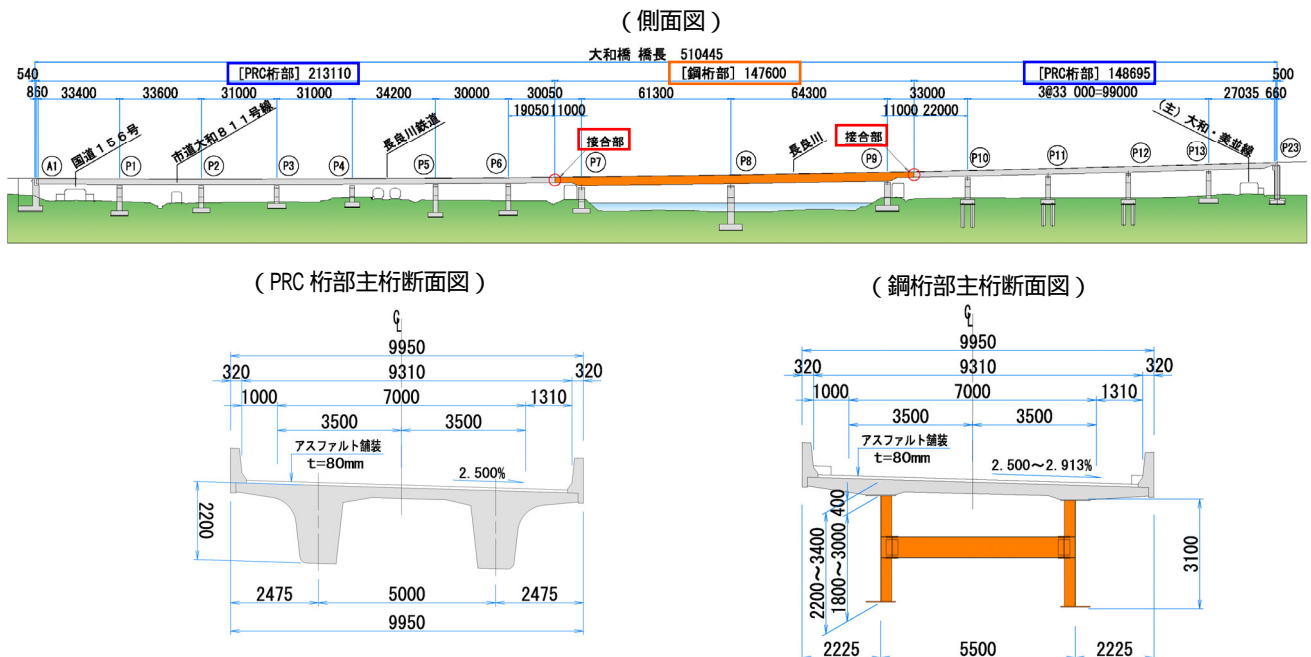 (側面図)
大和橋 橋長 510445
540 [PRC桁部] 213110 [鋼桁部] 147600 [PRC桁部] 148695 500
860 33400 33600 31000 31000 34200 30000 30050 61300 64300 33000 3@33 000=99000 27035 660
19050 11000 11000 22000
国道156号 市道大和811号線 長良川鉄道 接合部 長良川 接合部 (主)大和・美並線
A1 P1 P2 P3 P4 P5 P6 P7 P8 P9 P10 P11 P12 P13 P23
(PRC桁部主桁断面図)
CL
9950
320 9310 320
1000 7000 1310
3500 3500
アスファルト舗装
t=80mm
2.500%
2200
2475 5000 2475
9950
(鋼桁部主桁断面図)
CL
9950
320 9310 320
1000 7000 1310
3500 3500
アスファルト舗装
t=80mm
2.500~2.913%
400
2200~3400
1800~3000
3100
2225 5500 2225